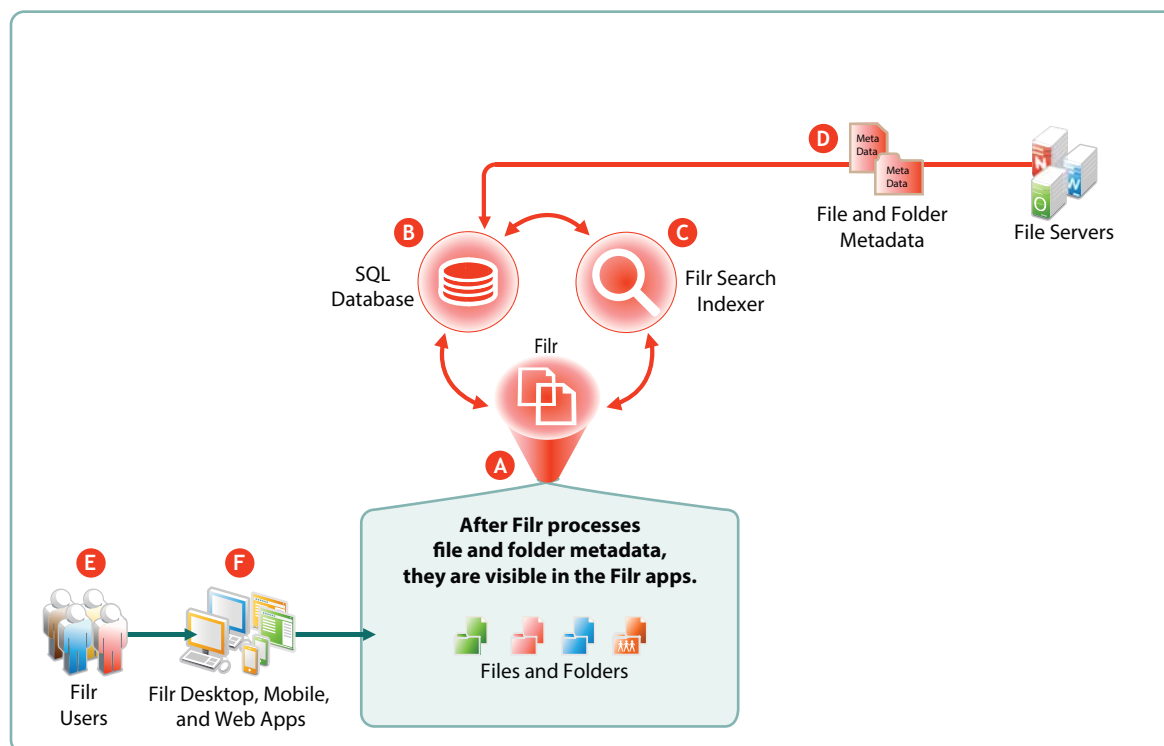 D
Meta
Data
Meta
Data
N
W
O
File and Folder
Metadata
File Servers
B
C
SQL
Database
Filr Search
Indexer
Filr
A
After Filr processes
file and folder metadata,
they are visible in the Filr apps.
Files and Folders
E
F
Filr
Users
Filr Desktop, Mobile,
and Web Apps